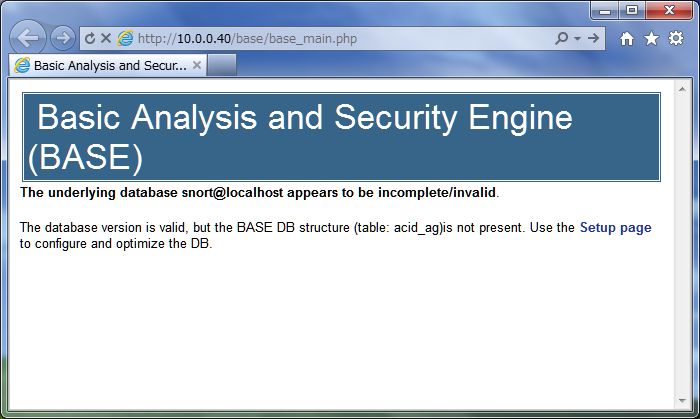 http://10.0.0.40/base/base_main.php
Basic Analysis and Secur...
Basic Analysis and Security Engine
(BASE)
The underlying database snort@localhost appears to be incomplete/invalid.
The database version is valid, but the BASE DB structure (table: acid_ag)is not present. Use the Setup page
to configure and optimize the DB.